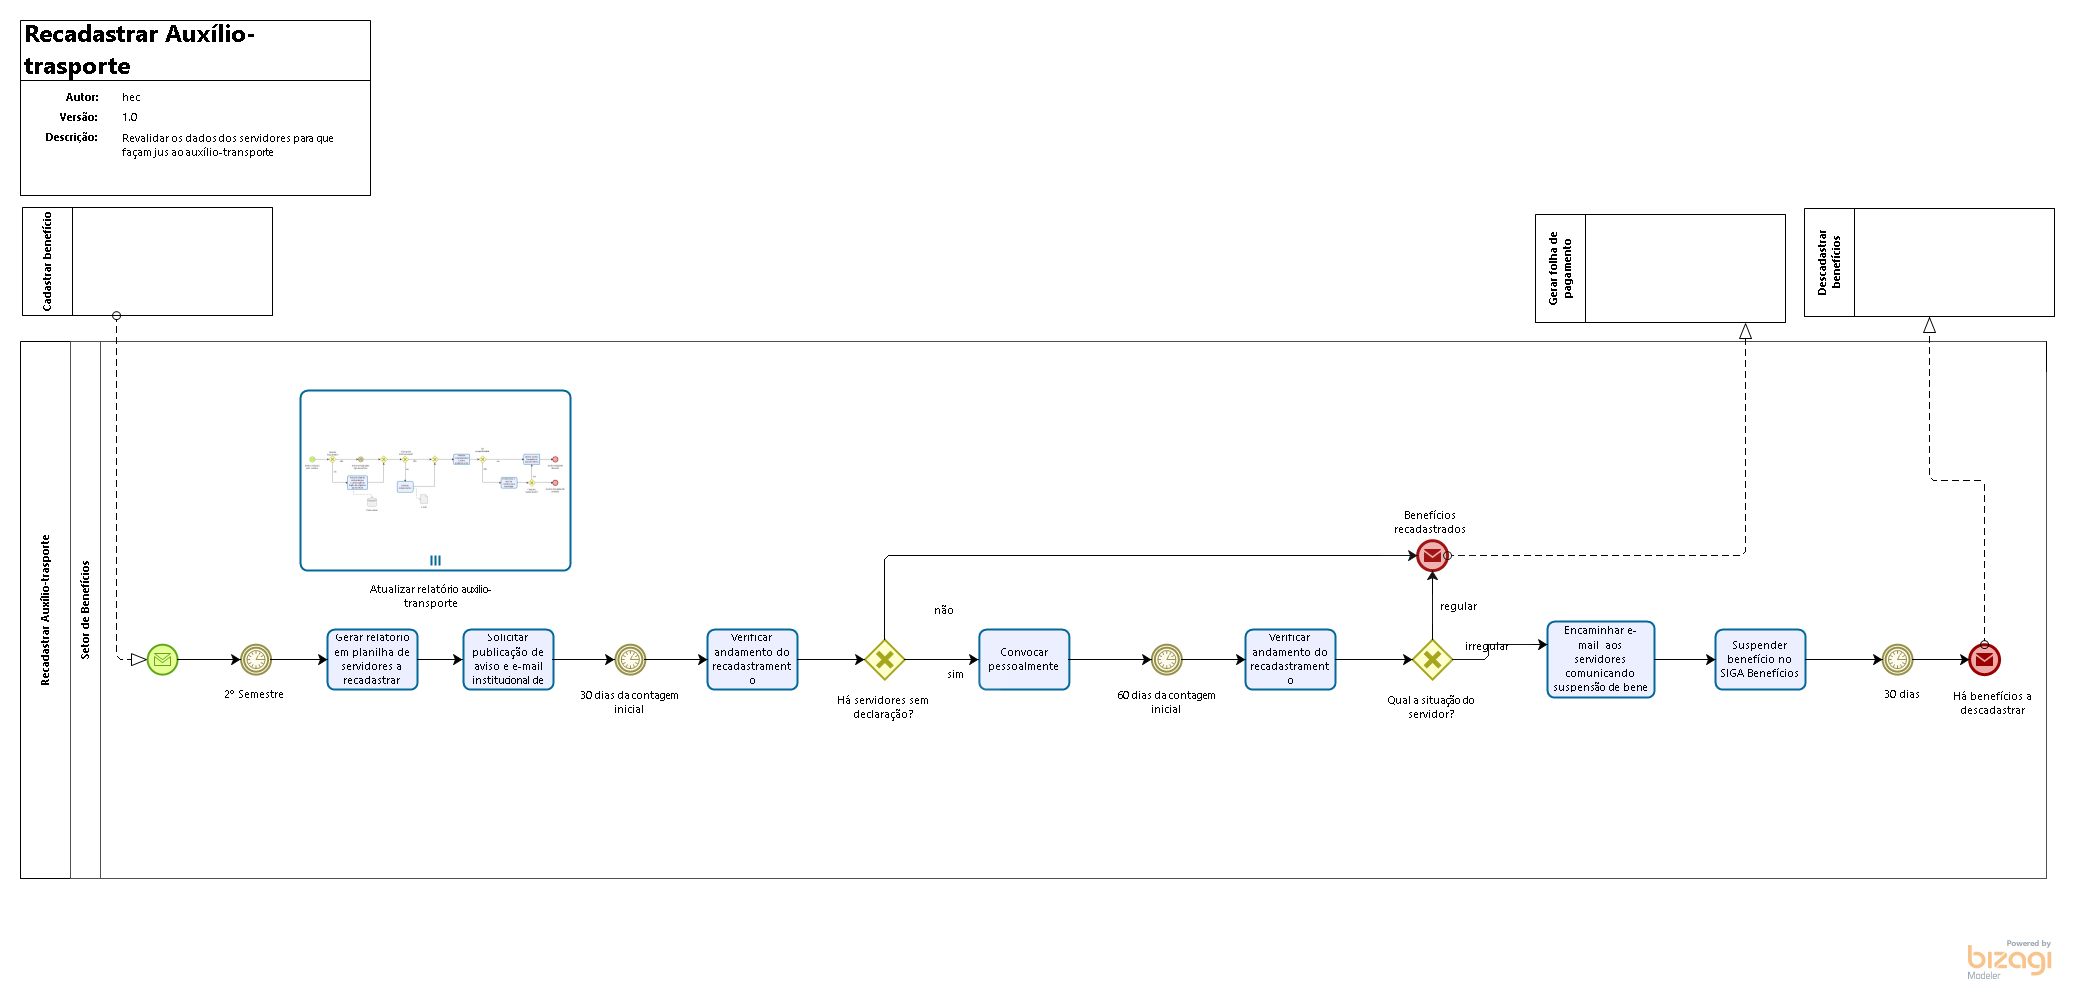 Recadastrar Auxílio-
trasporte
Autor: hec
Versão: 1.0
Descrição: Revalidar os dados dos servidores para que
façam jus ao auxílio-transporte
Cadastrar benefício
Gerar folha de
pagamento
Descadastrar
benefícios
Recadastrar Auxílio-trasporte
Setor de Benefícios
Atualizar relatório auxílio-
transporte
2º Semestre
Gerar relatório
em planilha de
servidores a
recadastrar
Solicitar
publicação de
aviso e e-mail
institucional de
30 dias da contagem
inicial
Verificar
andamento do
recadastrament
o
Há servidores sem
declaração?
não
sim
Convocar
pessoalmente
60 dias da contagem
inicial
Verificar
andamento do
recadastrament
o
Qual a situação do
servidor?
Benefícios
recadastrados
regular
irregular
Encaminhar e-
mail aos
servidores
comunicando
suspensão de bene
Suspender
benefício no
SIGA Benefícios
30 dias
Há benefícios a
descadastrar
Powered by
bizagi
Modeler